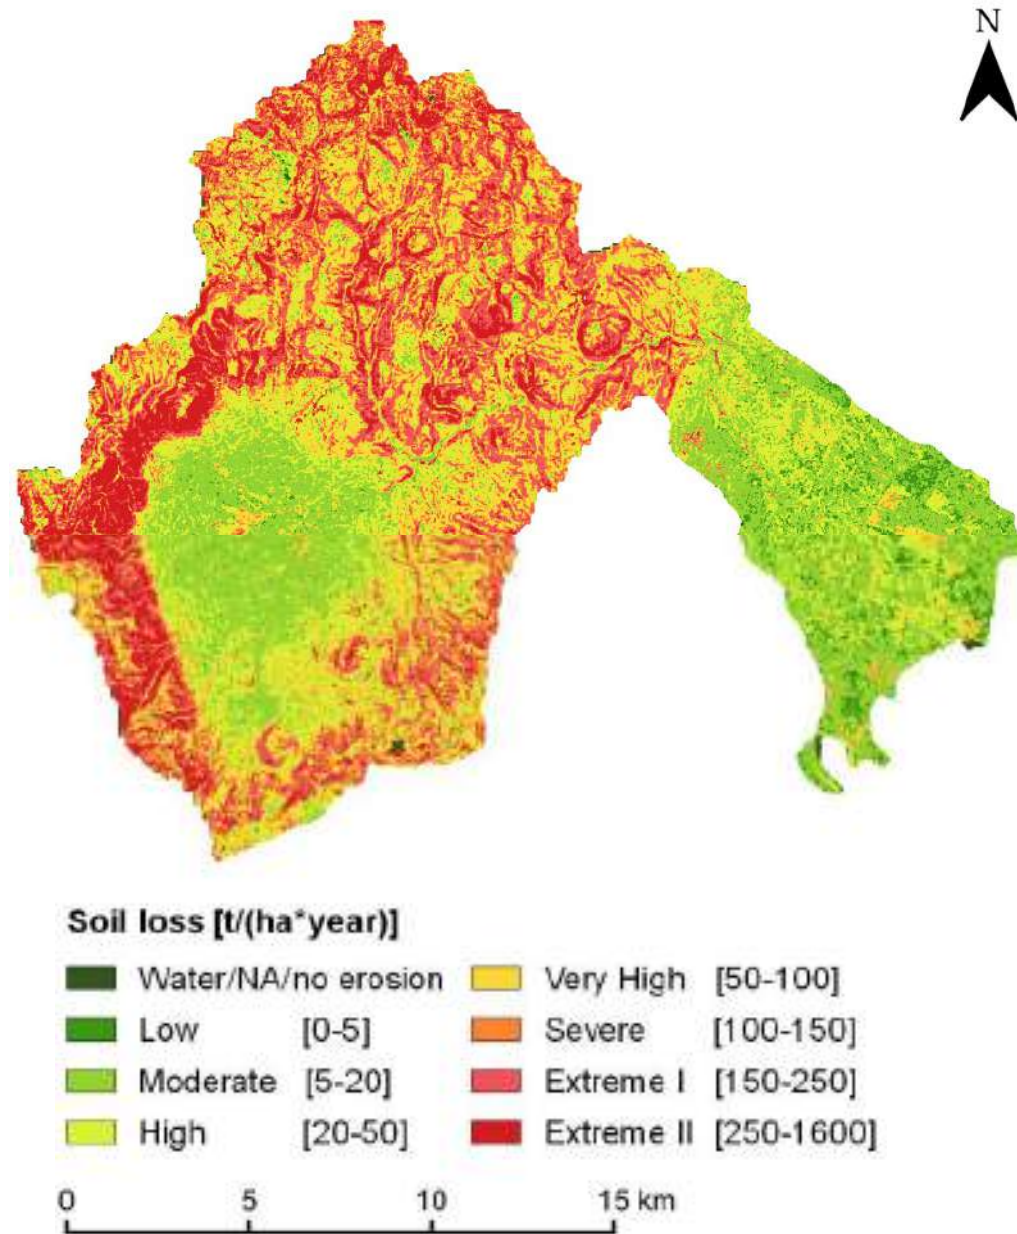 N
Soil loss [t/(ha*year)]
Water/NA/no erosion
Low [0-5]
Moderate [5-20]
High [20-50]
Very High [50-100]
Severe [100-150]
Extreme I [150-250]
Extreme II [250-1600]
0 5 10 15 km